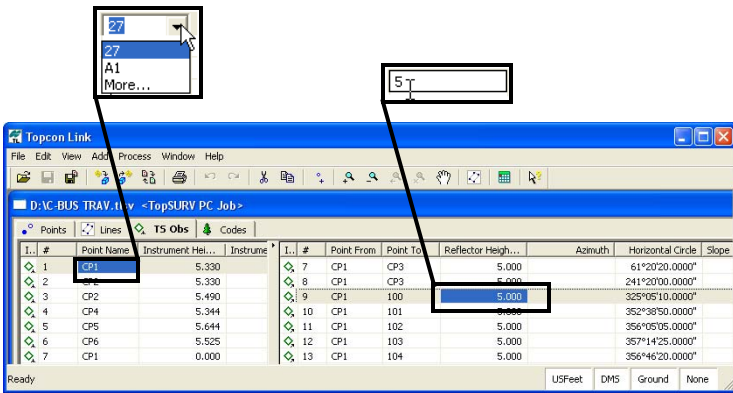 27
27
A1
More...
5
Topcon Link
File Edit View Add Process Window Help
D:\C-BUS TRAV.tlsv <TopSURV PC Job>
Points Lines TS Obs Codes
I.. # Point Name Instrument Hei... Instrume I.. # Point From Point To Reflector Heigh... Azimuth Horizontal Circle Slope
1 CP1 5.330 7 CP1 CP3 5.000 61°20'20.0000"
2 CP2 5.330 8 CP1 CP3 5.000 241°20'00.0000"
3 CP2 5.490 9 CP1 100 5.000 325°05'10.0000"
4 CP4 5.344 10 CP1 101 5.000 352°38'50.0000"
5 CP5 5.644 11 CP1 102 5.000 356°05'05.0000"
6 CP6 5.525 12 CP1 103 5.000 357°14'25.0000"
7 CP1 0.000 13 CP1 104 5.000 356°46'20.0000"
Ready USFeet DMS Ground None